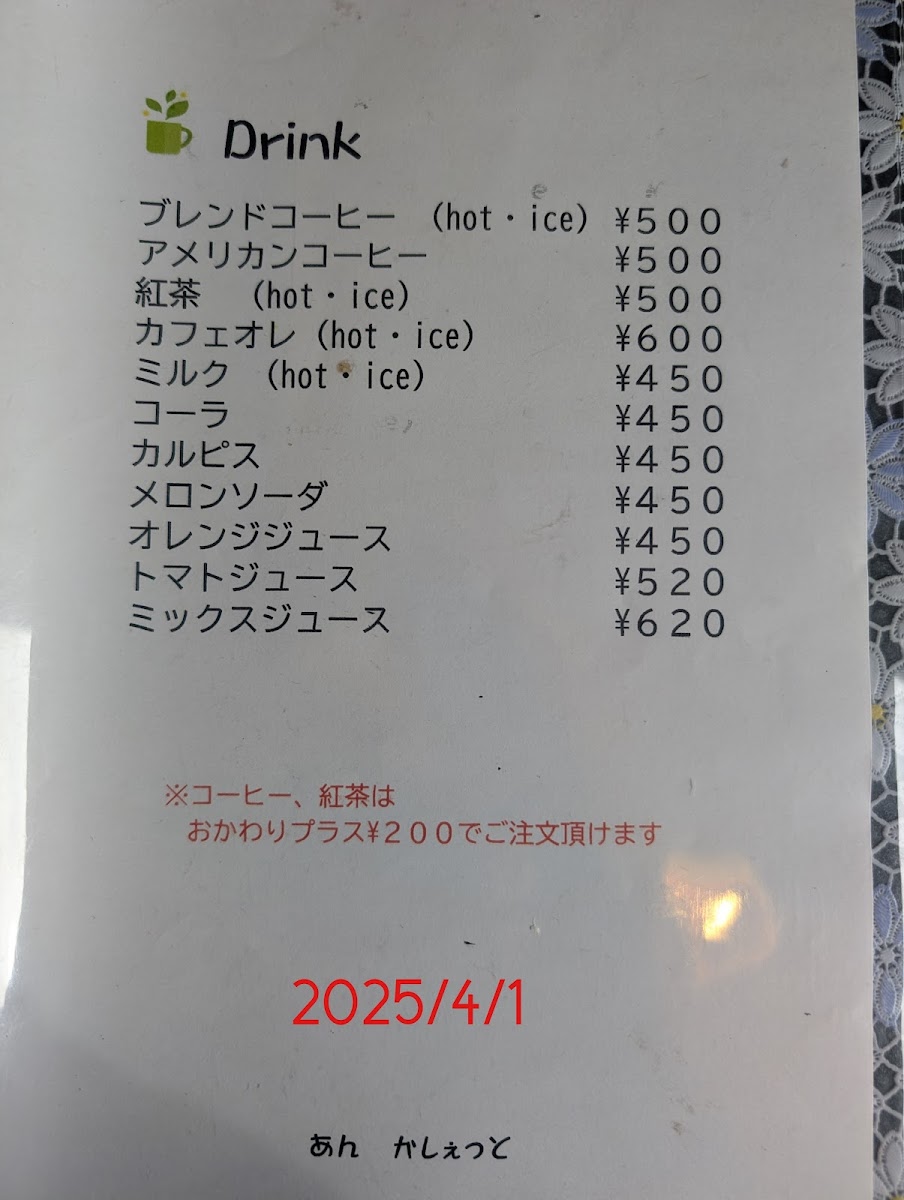 Drink
ブレンドコーヒー (hot・ice) ¥500
アメリカンコーヒー ¥500
紅茶 (hot・ice) ¥500
カフェオレ (hot・ice) ¥600
ミルク (hot・ice) ¥450
コーラ ¥450
カルピス ¥450
メロンソーダ ¥450
オレンジジュース ¥450
トマトジュース ¥520
ミックスジュース ¥620
※コーヒー、紅茶は
おかわりプラス¥200でご注文頂けます
2025/4/1
あん かしぇっと